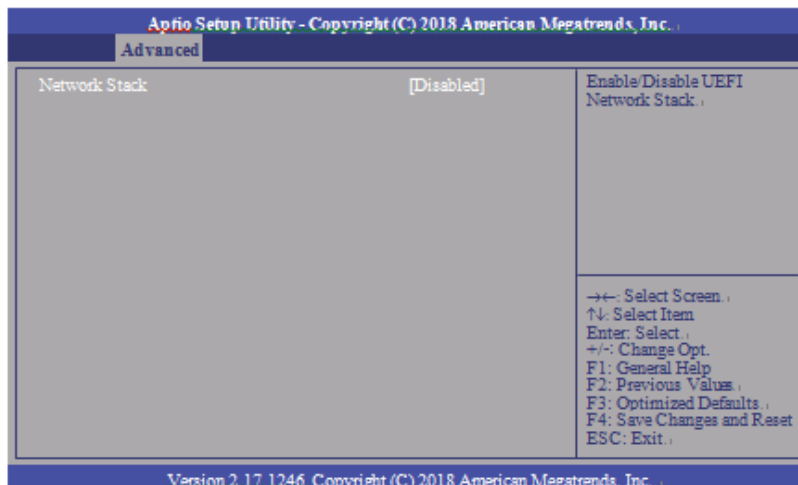 Aptio Setup Utility - Copyright (C) 2018 American Megatrends, Inc.
Advanced
Network Stack [Disabled]
Enable/Disable UEFI
Network Stack.
→←: Select Screen.
↑↓: Select Item
Enter: Select.
+/-: Change Opt.
F1: General Help
F2: Previous Values.
F3: Optimized Defaults.
F4: Save Changes and Reset
ESC: Exit.
Version 2.17.1246. Copyright (C) 2018 American Megatrends, Inc.